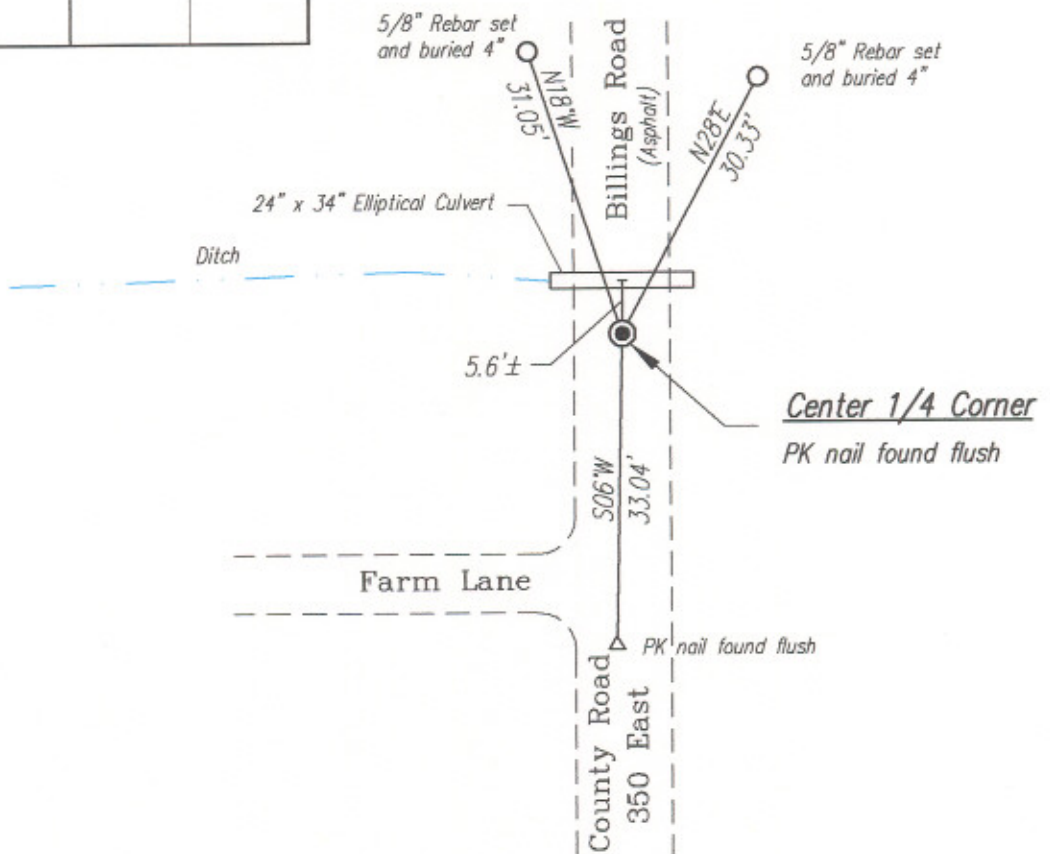 5/8" Rebar set
and buried 4"
N18°W
31.05'
Billings Road
(Asphalt)
5/8" Rebar set
and buried 4"
N28°E
30.33'
24" x 34" Elliptical Culvert
Ditch
5.6'±
Center 1/4 Corner
PK nail found flush
S06°W
33.04'
Farm Lane
PK nail found flush
County Road
350 East